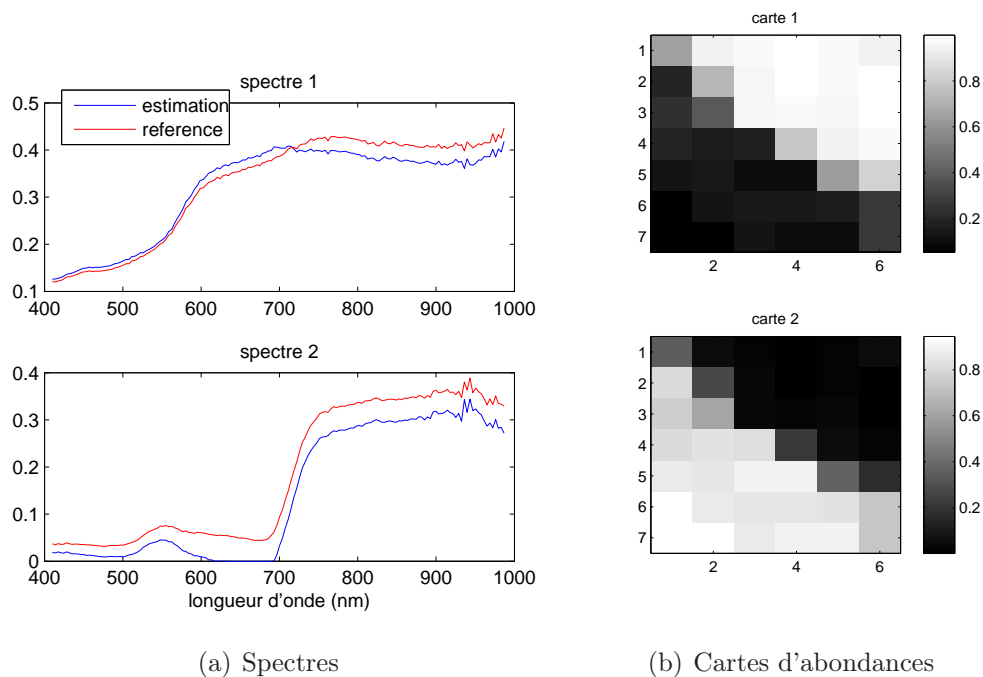 spectre 1
estimation
reference
0.5
0.4
0.3
0.2
0.1
400 500 600 700 800 900 1000
spectre 2
0.4
0.3
0.2
0.1
0
400 500 600 700 800 900 1000
longueur d'onde (nm)
(a) Spectres
carte 1
1
2
3
4
5
6
7
2 4 6
0.8
0.6
0.4
0.2
carte 2
1
2
3
4
5
6
7
2 4 6
0.8
0.6
0.4
0.2
(b) Cartes d'abondances